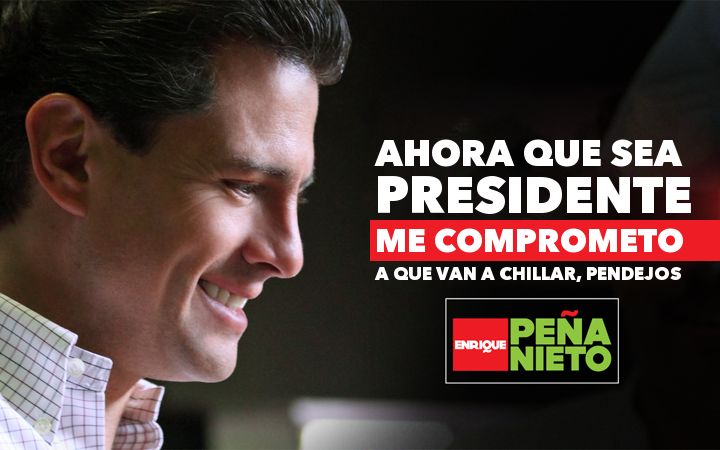 AHORA QUE SEA
PRESIDENTE
ME COMPROMETO
A QUE VAN A CHILLAR, PENDEJOS
ENRIQUE
PEÑA
NIETO